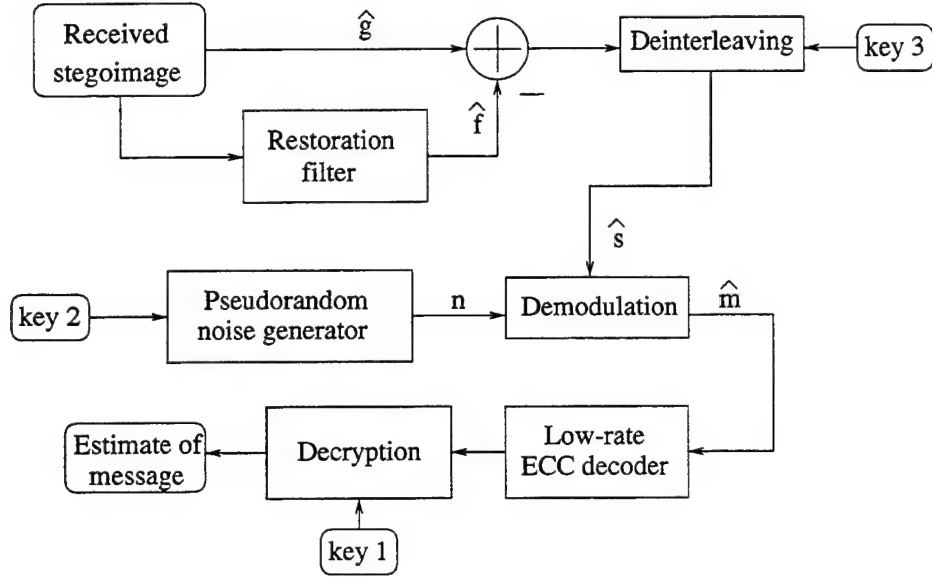 Received
stegoimage
ĝ
Deinterleaving
key 3
−
f̂
Restoration
filter
ŝ
key 2
Pseudorandom
noise generator
n
Demodulation
m̂
Estimate of
message
Decryption
Low-rate
ECC decoder
key 1